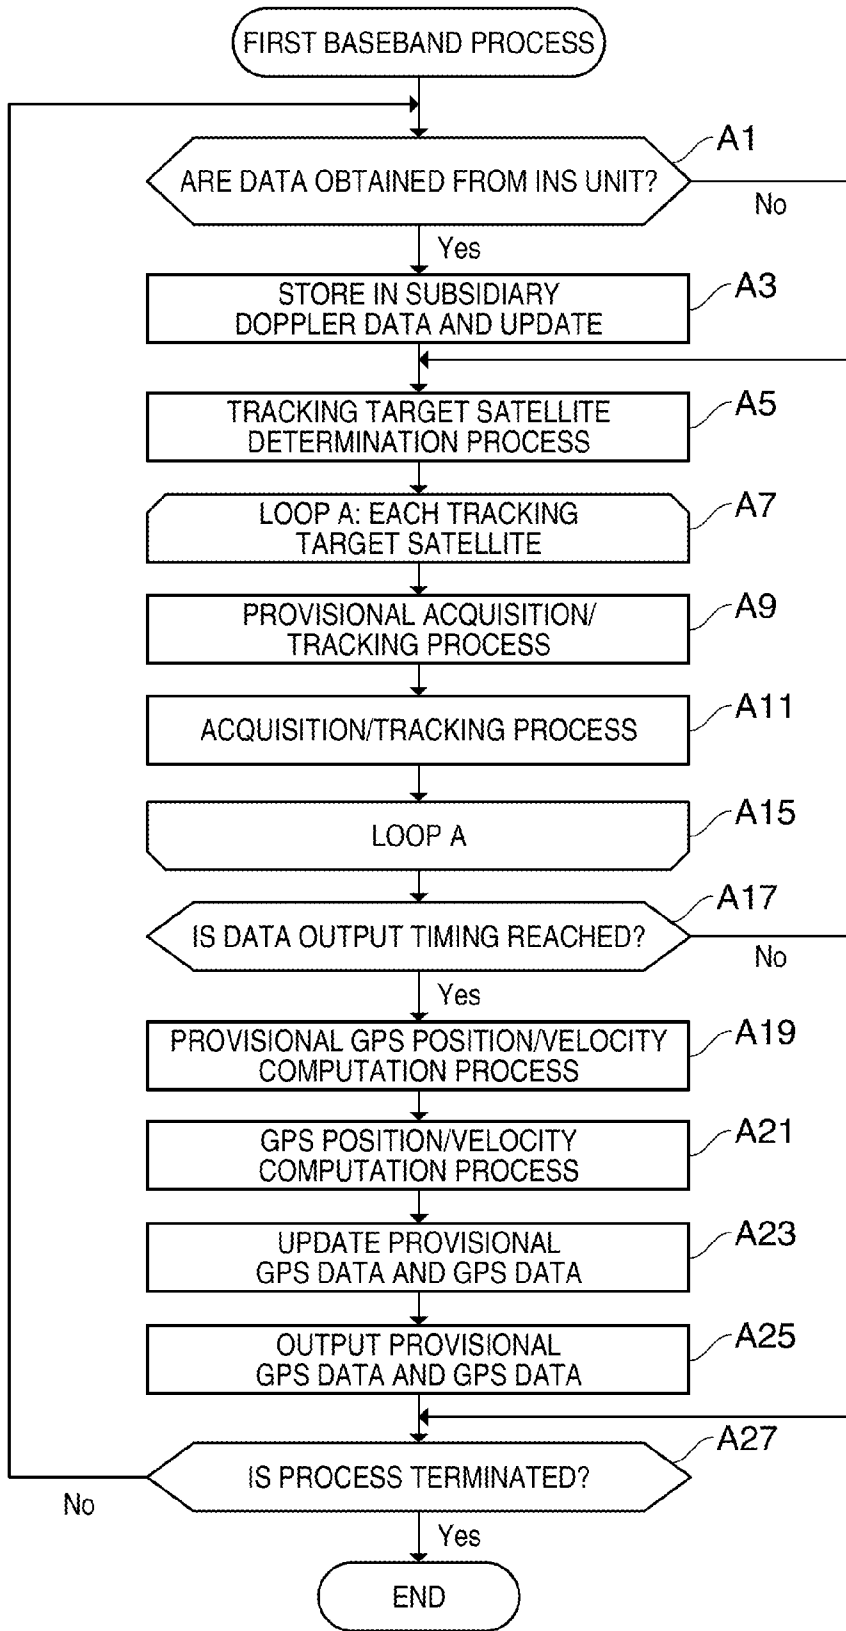 FIRST BASEBAND PROCESS
A1
ARE DATA OBTAINED FROM INS UNIT?
No
Yes
A3
STORE IN SUBSIDIARY
DOPPLER DATA AND UPDATE
A5
TRACKING TARGET SATELLITE
DETERMINATION PROCESS
A7
LOOP A: EACH TRACKING
TARGET SATELLITE
A9
PROVISIONAL ACQUISITION/
TRACKING PROCESS
A11
ACQUISITION/TRACKING PROCESS
A15
LOOP A
A17
IS DATA OUTPUT TIMING REACHED?
No
Yes
A19
PROVISIONAL GPS POSITION/VELOCITY
COMPUTATION PROCESS
A21
GPS POSITION/VELOCITY
COMPUTATION PROCESS
A23
UPDATE PROVISIONAL
GPS DATA AND GPS DATA
A25
OUTPUT PROVISIONAL
GPS DATA AND GPS DATA
A27
IS PROCESS TERMINATED?
No
Yes
END